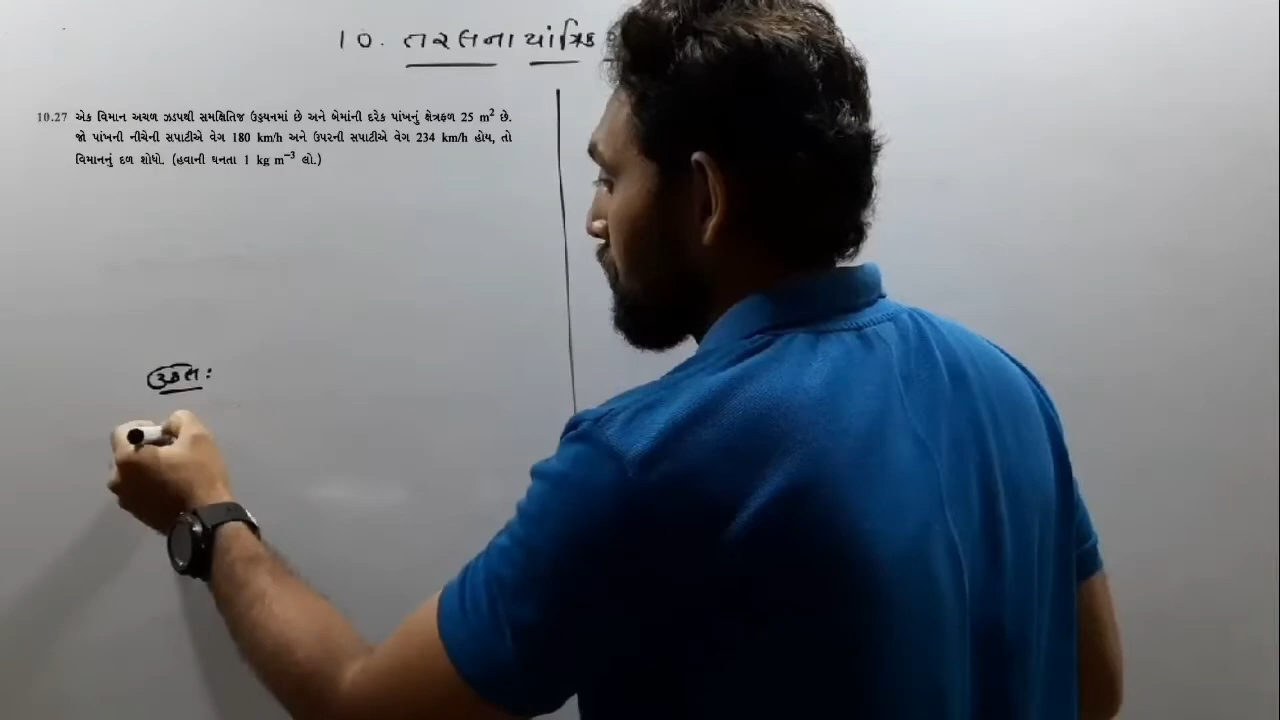 10. તરલના યાંત્રિક
10.27 એક વિમાન અચળ ઝડપથી સમક્ષિતિજ ઉડ્ડયનમાં છે અને બેમાંની દરેક પાંખનું ક્ષેત્રફળ 25 m² છે.
જો પાંખની નીચેની સપાટીએ વેગ 180 km/h અને ઉપરની સપાટીએ વેગ 234 km/h હોય, તો
વિમાનનું દળ શોધો. (હવાની ઘનતા 1 kg m⁻³ લો.)
ઉકેલ: